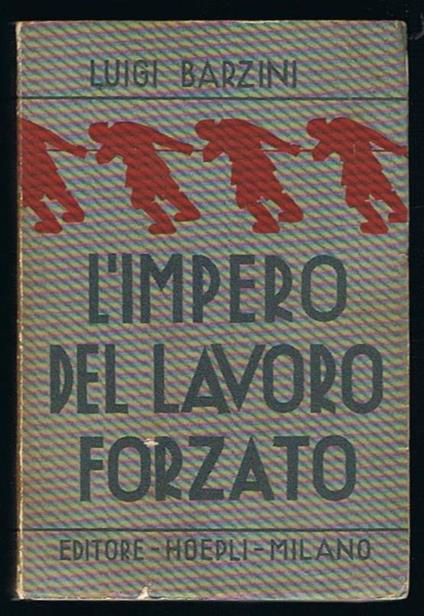 LUIGI BARZINI
L'IMPERO
DEL LAVORO
FORZATO
EDITORE - HOEPLI - MILANO